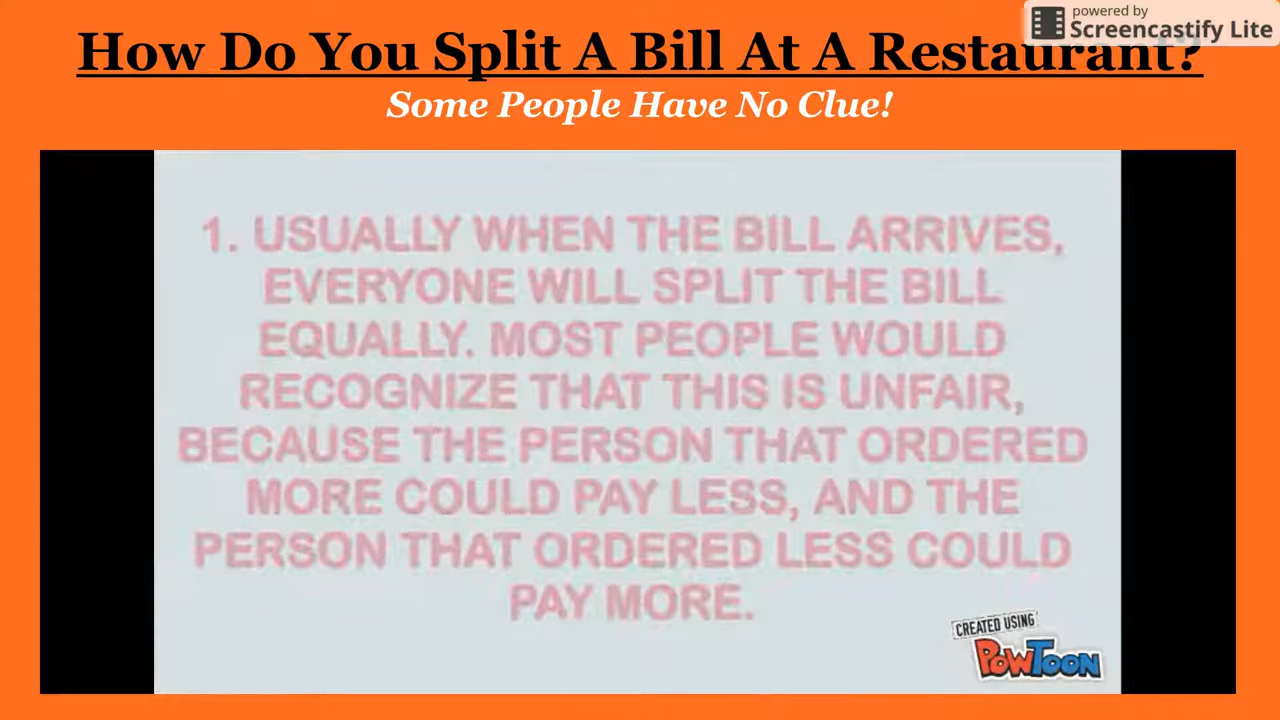 powered by
Screencastify Lite
How Do You Split A Bill At A Restaurant?
Some People Have No Clue!
1. USUALLY WHEN THE BILL ARRIVES,
EVERYONE WILL SPLIT THE BILL
EQUALLY. MOST PEOPLE WOULD
RECOGNIZE THAT THIS IS UNFAIR,
BECAUSE THE PERSON THAT ORDERED
MORE COULD PAY LESS, AND THE
PERSON THAT ORDERED LESS COULD
PAY MORE.
CREATED USING
POWTOON